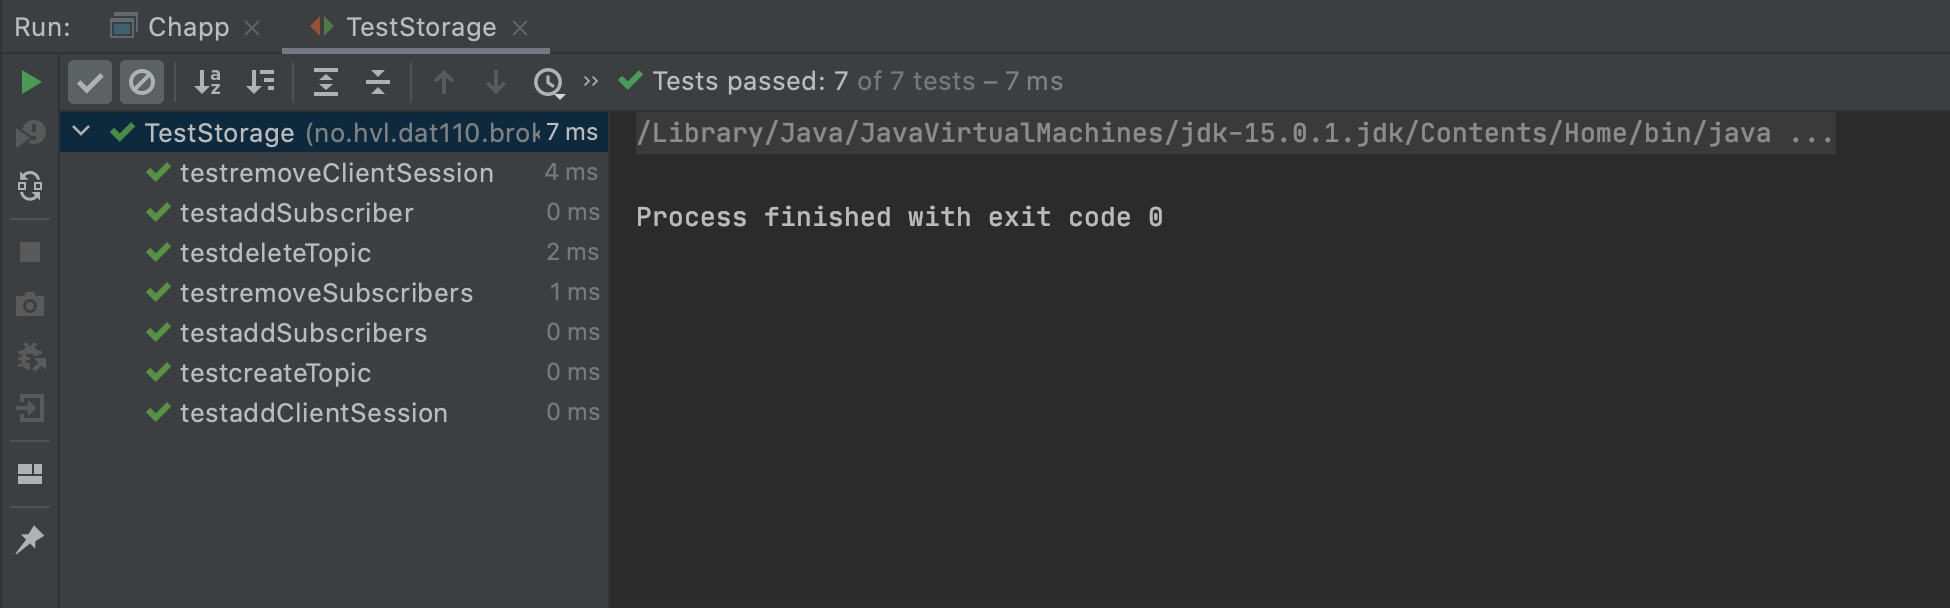 Run: Chapp TestStorage
Tests passed: 7 of 7 tests – 7 ms
TestStorage (no.hvl.dat110.brok 7 ms
testremoveClientSession 4 ms
testaddSubscriber 0 ms
testdeleteTopic 2 ms
testremoveSubscribers 1 ms
testaddSubscribers 0 ms
testcreateTopic 0 ms
testaddClientSession 0 ms
/Library/Java/JavaVirtualMachines/jdk-15.0.1.jdk/Contents/Home/bin/java ...
Process finished with exit code 0